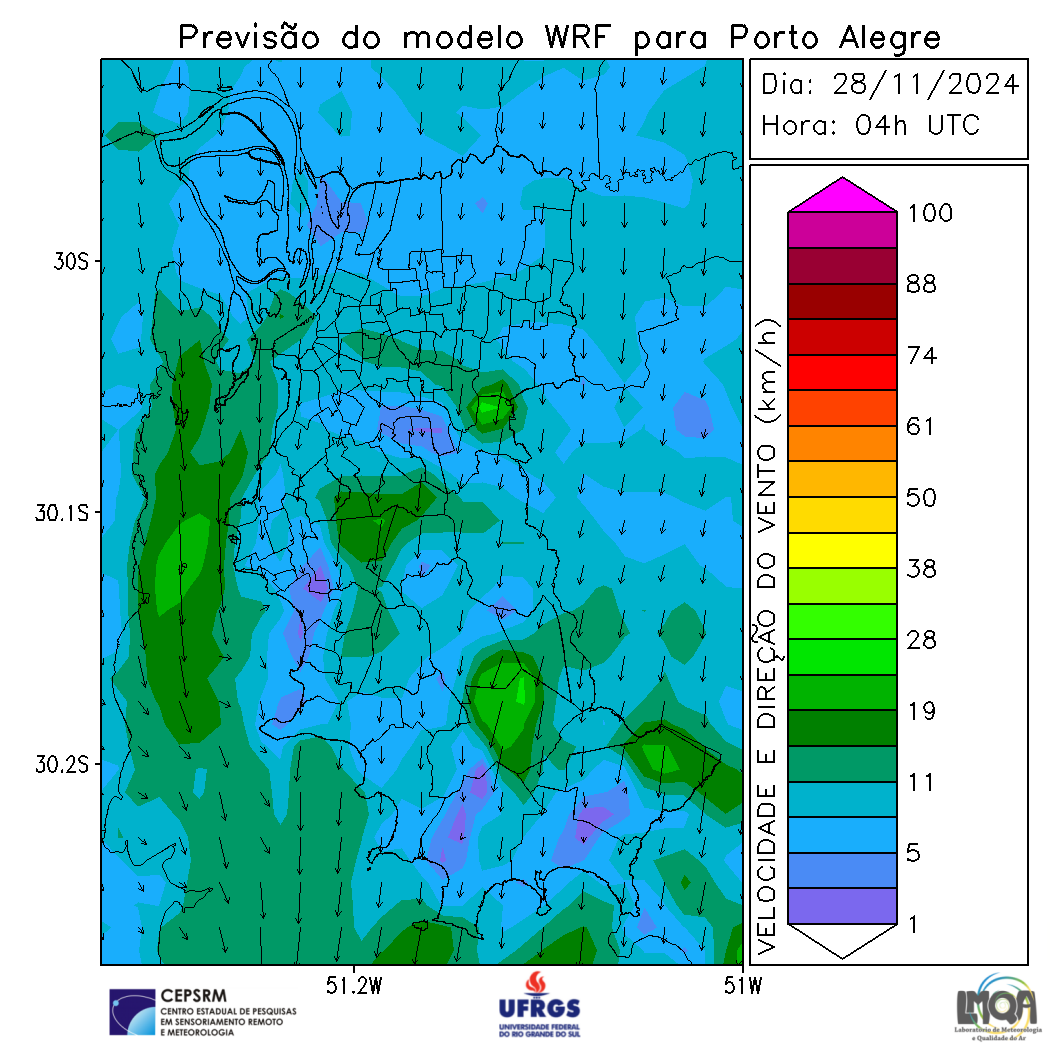 Previsão do modelo WRF para Porto Alegre
Dia: 28/11/2024
Hora: 04h UTC
30S
30.1S
30.2S
51.2W
51W
VELOCIDADE E DIREÇÃO DO VENTO (km/h)
100
88
74
61
50
38
28
19
11
5
1
CEPSRM
CENTRO ESTADUAL DE PESQUISAS
EM SENSORIAMENTO REMOTO
E METEOROLOGIA
UFRGS
UNIVERSIDADE FEDERAL
DO RIO GRANDE DO SUL
LMQA
Laboratório de Meteorologia
e Qualidade do Ar